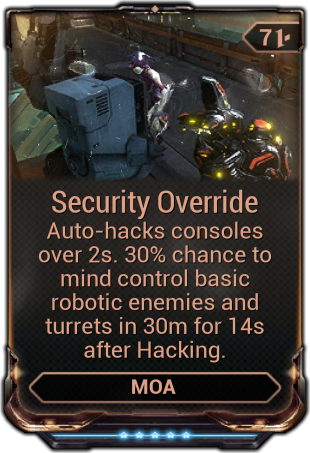 71
Security Override
Auto-hacks consoles
over 2s. 30% chance to
mind control basic
robotic enemies and
turrets in 30m for 14s
after Hacking.
MOA